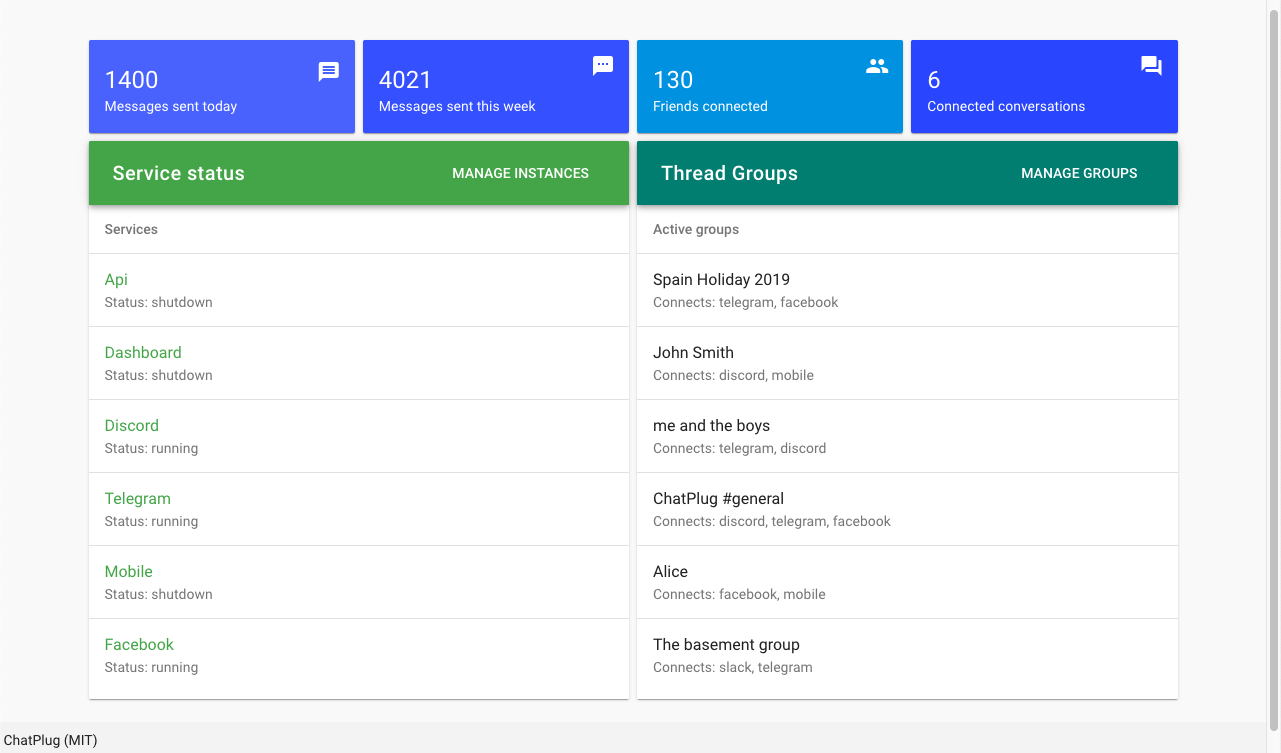 1400
Messages sent today
4021
Messages sent this week
130
Friends connected
6
Connected conversations
Service status
MANAGE INSTANCES
Services
Api
Status: shutdown
Dashboard
Status: shutdown
Discord
Status: running
Telegram
Status: running
Mobile
Status: shutdown
Facebook
Status: running
Thread Groups
MANAGE GROUPS
Active groups
Spain Holiday 2019
Connects: telegram, facebook
John Smith
Connects: discord, mobile
me and the boys
Connects: telegram, discord
ChatPlug #general
Connects: discord, telegram, facebook
Alice
Connects: facebook, mobile
The basement group
Connects: slack, telegram
ChatPlug (MIT)